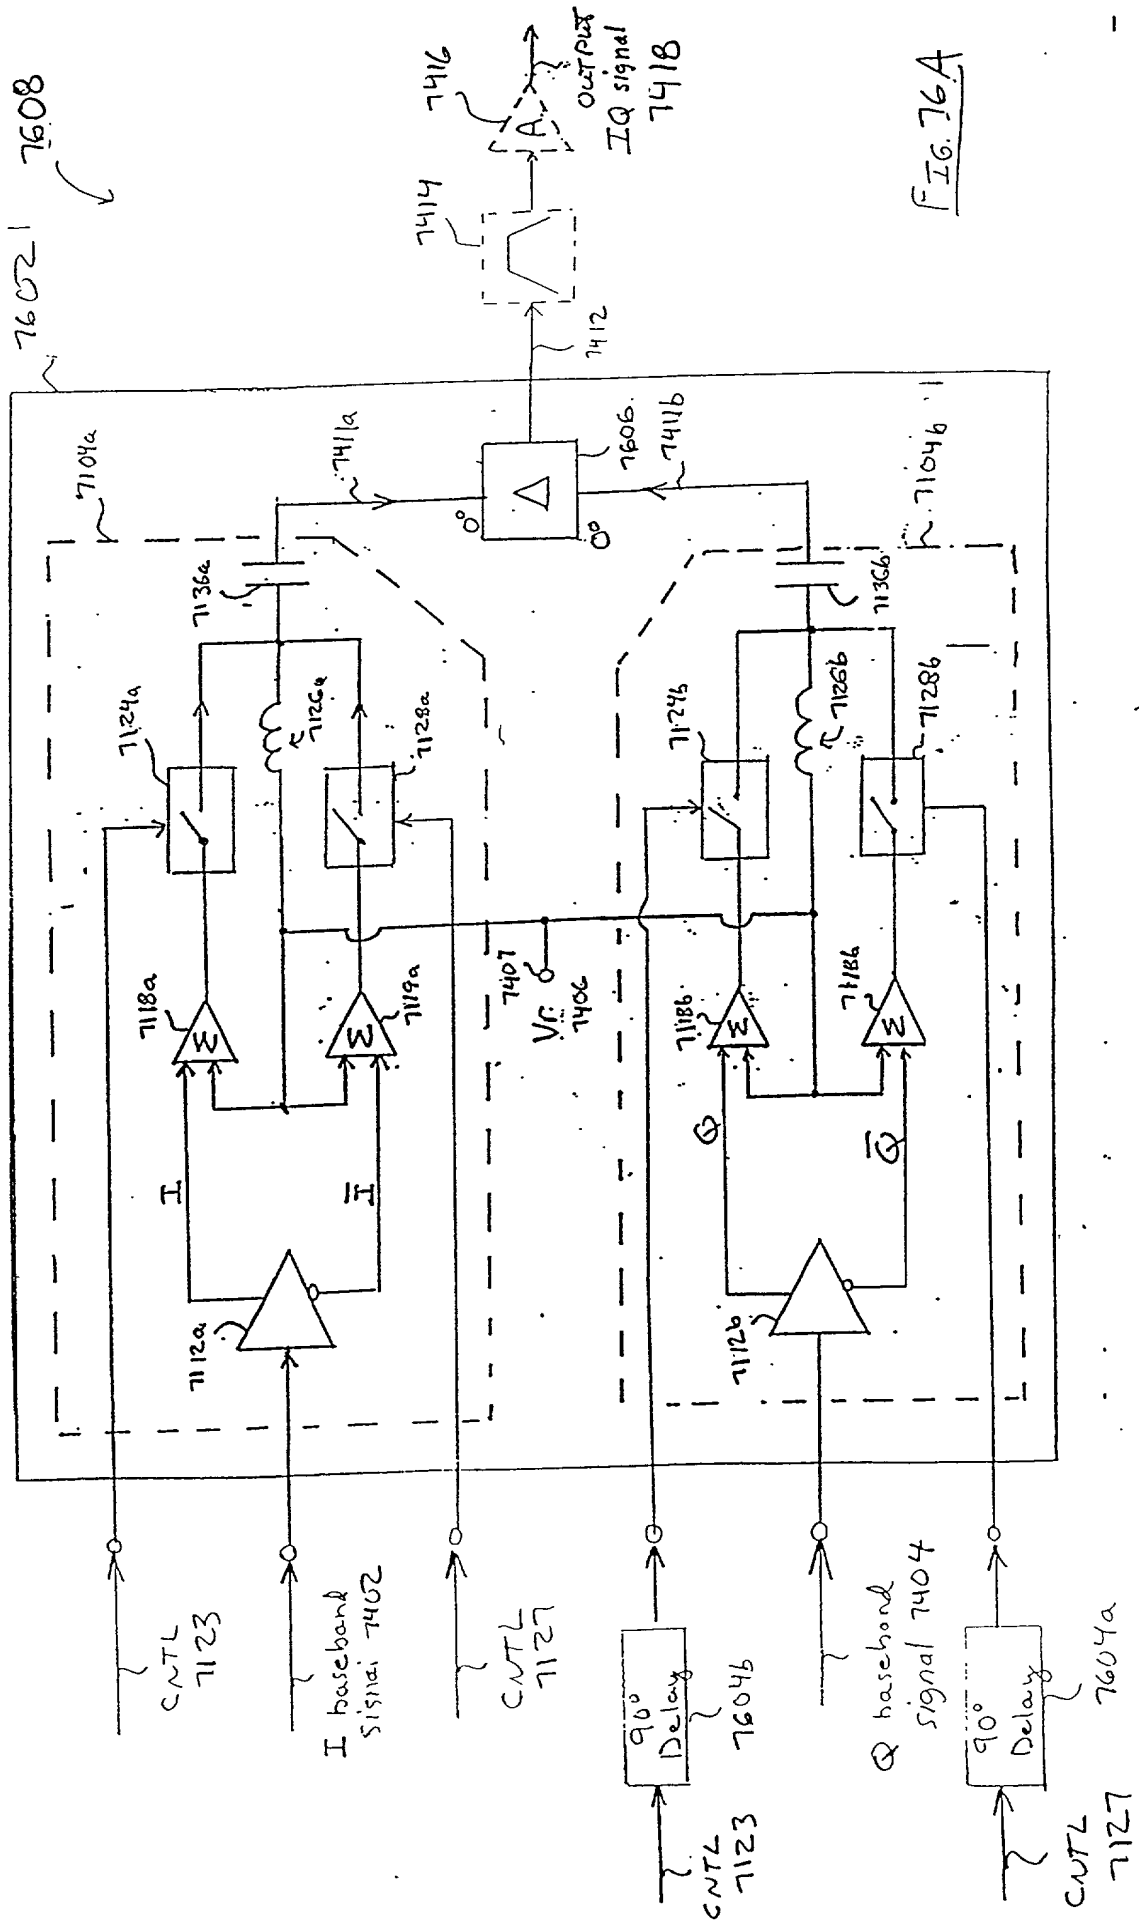 7602
7608
7104a
7124a
7136a
7411a
7118a
7126a
7128a
7119a
7112a
I
I̅
CNTL
7123
I baseband
signal 7402
CNTL
7127
7407
Vr
7406
0°
Δ
0°
7606
7411b
7412
7414
7416
A
OUTPUT
IQ signal
7418
7104b
7124b
7136b
7126b
7128b
7118b
7118b
Σ
Σ
Σ
Σ
Q
Q̅
7112b
CNTL
7123
90°
Delay
7604b
Q baseband
signal 7404
CNTL
7127
90°
Delay
7604a
FIG. 76A